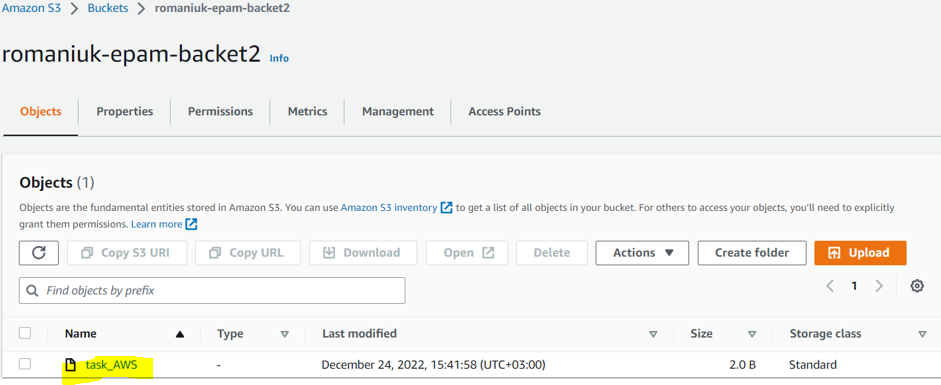 Amazon S3 > Buckets > romaniuk-epam-backet2
romaniuk-epam-backet2 Info
Objects Properties Permissions Metrics Management Access Points
Objects (1)
Objects are the fundamental entities stored in Amazon S3. You can use Amazon S3 inventory to get a list of all objects in your bucket. For others to access your objects, you'll need to explicitly
grant them permissions. Learn more
Copy S3 URI Copy URL Download Open Delete Actions Create folder Upload
Find objects by prefix 1
Name Type Last modified Size Storage class
task_AWS - December 24, 2022, 15:41:58 (UTC+03:00) 2.0 B Standard